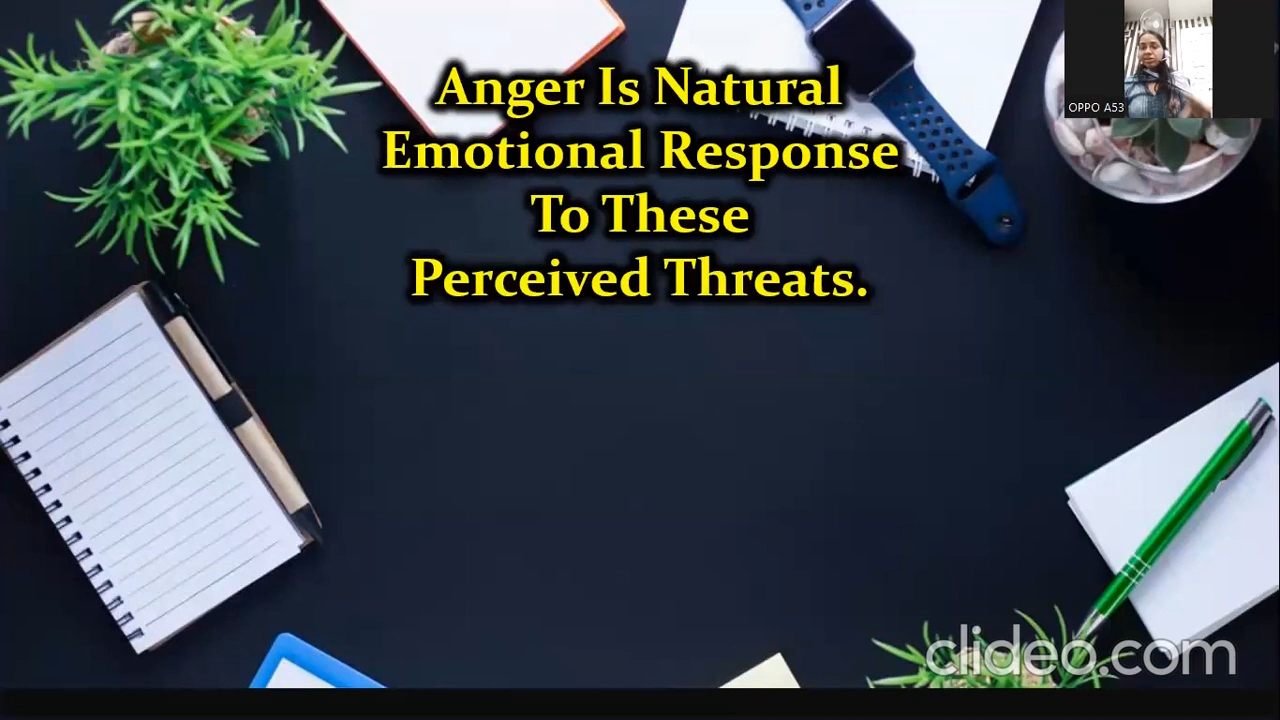 Anger Is Natural
Emotional Response
To These
Perceived Threats.
OPPO A53
clideo.com